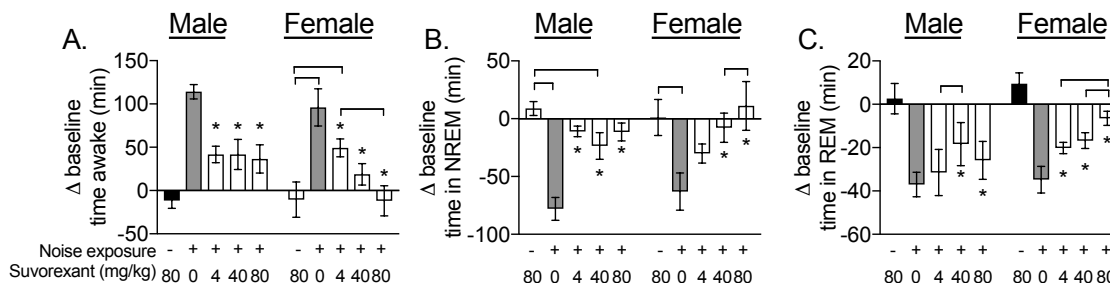 A.
Male Female
Δ baseline
time awake (min)
150
100
50
0
-50
* * * * * *
Noise exposure - + + + + - + + + +
Suvorexant (mg/kg) 80 0 4 40 80 80 0 4 40 80
B.
Male Female
Δ baseline
time in NREM (min)
50
0
-50
-100
* * * * *
- + + + + - + + + +
80 0 4 40 80 80 0 4 40 80
C.
Male Female
Δ baseline
time in REM (min)
20
0
-20
-40
-60
* * * * *
- + + + + - + + + +
80 0 4 40 80 80 0 4 40 80